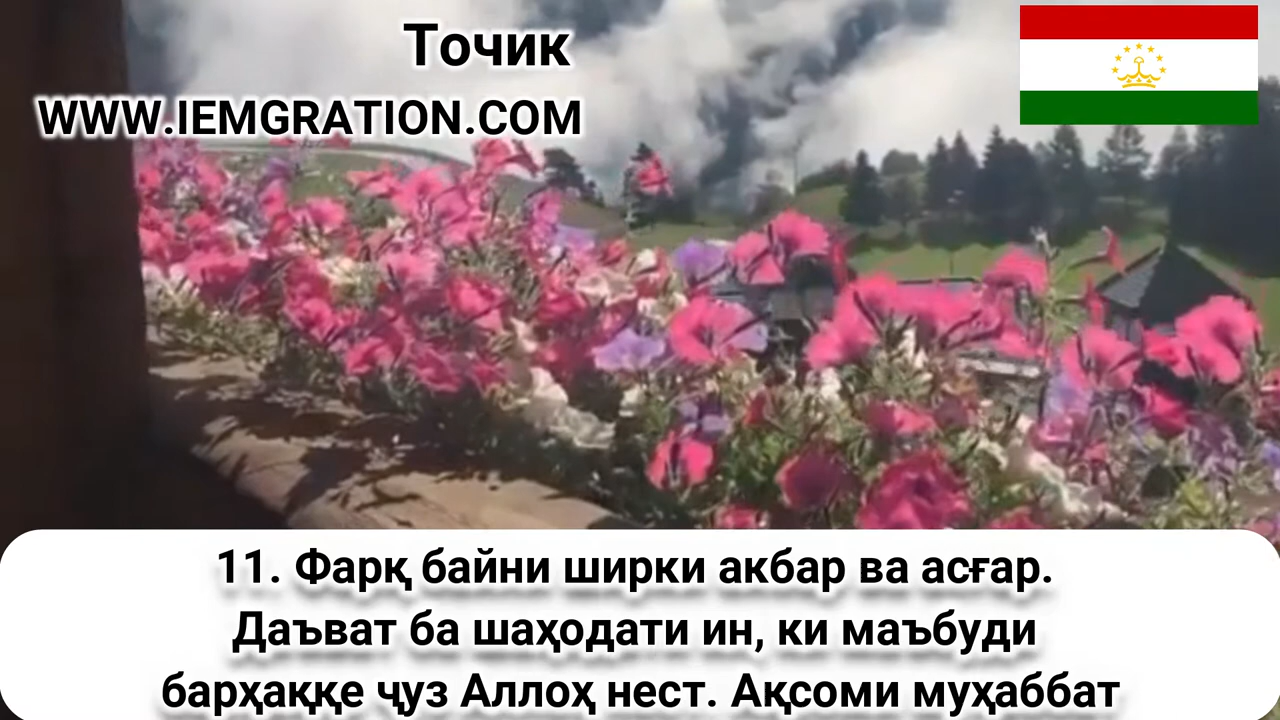 Точик
WWW.IEMGRATION.COM
11. Фарқ байни ширки акбар ва асғар.
Даъват ба шаҳодати ин, ки маъбуди
барҳаққе ҷуз Аллоҳ нест. Ақсоми муҳаббат